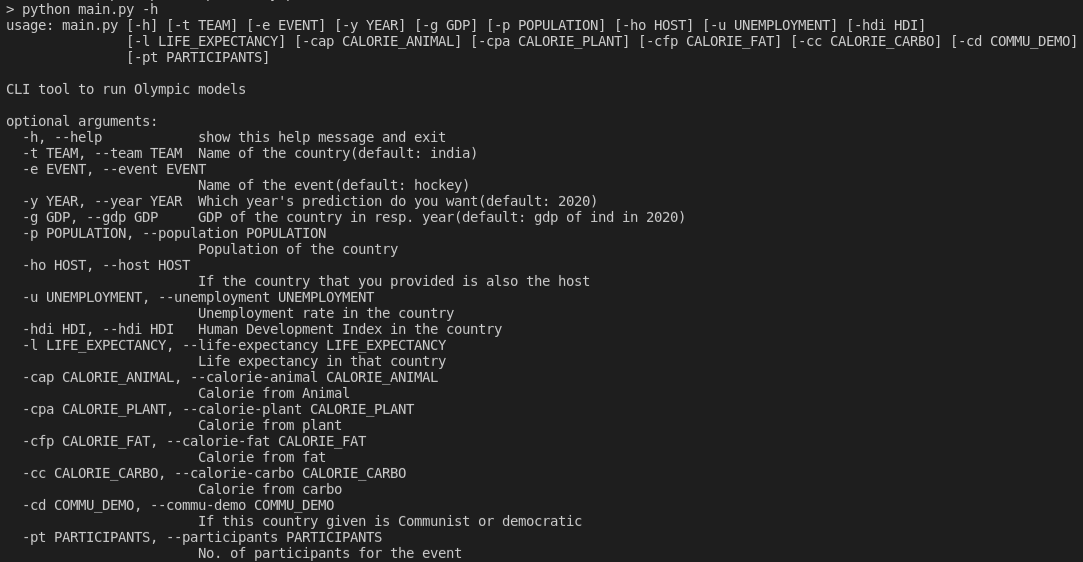 > python main.py -h
usage: main.py [-h] [-t TEAM] [-e EVENT] [-y YEAR] [-g GDP] [-p POPULATION] [-ho HOST] [-u UNEMPLOYMENT] [-hdi HDI]
               [-l LIFE_EXPECTANCY] [-cap CALORIE_ANIMAL] [-cpa CALORIE_PLANT] [-cfp CALORIE_FAT] [-cc CALORIE_CARBO] [-cd COMMU_DEMO]
               [-pt PARTICIPANTS]

CLI tool to run Olympic models

optional arguments:
  -h, --help            show this help message and exit
  -t TEAM, --team TEAM  Name of the country(default: india)
  -e EVENT, --event EVENT
                        Name of the event(default: hockey)
  -y YEAR, --year YEAR  Which year's prediction do you want(default: 2020)
  -g GDP, --gdp GDP     GDP of the country in resp. year(default: gdp of ind in 2020)
  -p POPULATION, --population POPULATION
                        Population of the country
  -ho HOST, --host HOST
                        If the country that you provided is also the host
  -u UNEMPLOYMENT, --unemployment UNEMPLOYMENT
                        Unemployment rate in the country
  -hdi HDI, --hdi HDI   Human Development Index in the country
  -l LIFE_EXPECTANCY, --life-expectancy LIFE_EXPECTANCY
                        Life expectancy in that country
  -cap CALORIE_ANIMAL, --calorie-animal CALORIE_ANIMAL
                        Calorie from Animal
  -cpa CALORIE_PLANT, --calorie-plant CALORIE_PLANT
                        Calorie from plant
  -cfp CALORIE_FAT, --calorie-fat CALORIE_FAT
                        Calorie from fat
  -cc CALORIE_CARBO, --calorie-carbo CALORIE_CARBO
                        Calorie from carbo
  -cd COMMU_DEMO, --commu-demo COMMU_DEMO
                        If this country given is Communist or democratic
  -pt PARTICIPANTS, --participants PARTICIPANTS
                        No. of participants for the event